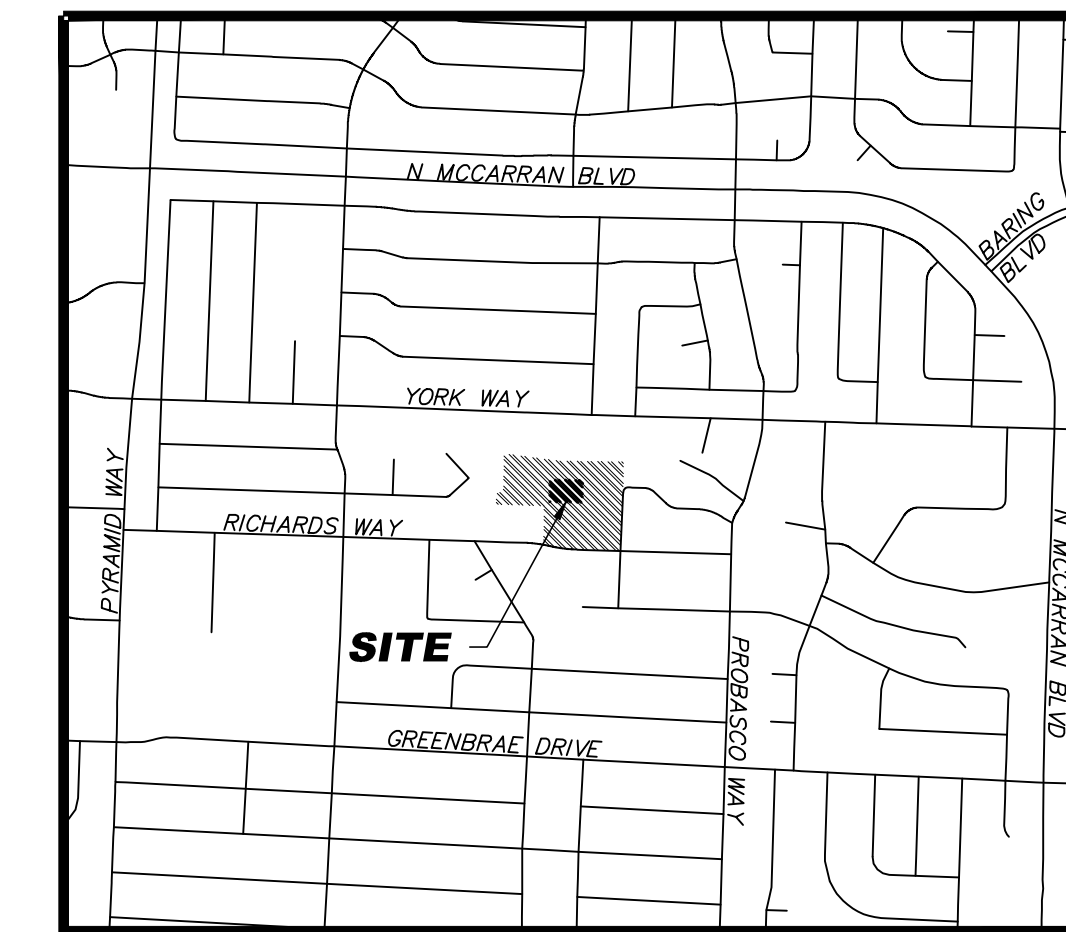 N MCCARRAN BLVD
BARING
BLVD
YORK WAY
PYRAMID WAY
RICHARDS WAY
N MCCARRAN BLVD
SITE
PROBASCO WAY
GREENBRAE DRIVE